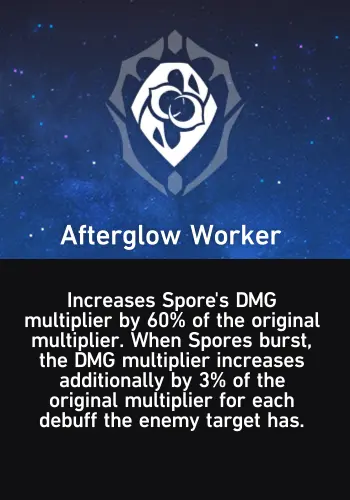 Afterglow Worker
Increases Spore's DMG
multiplier by 60% of the original
multiplier. When Spores burst,
the DMG multiplier increases
additionally by 3% of the
original multiplier for each
debuff the enemy target has.